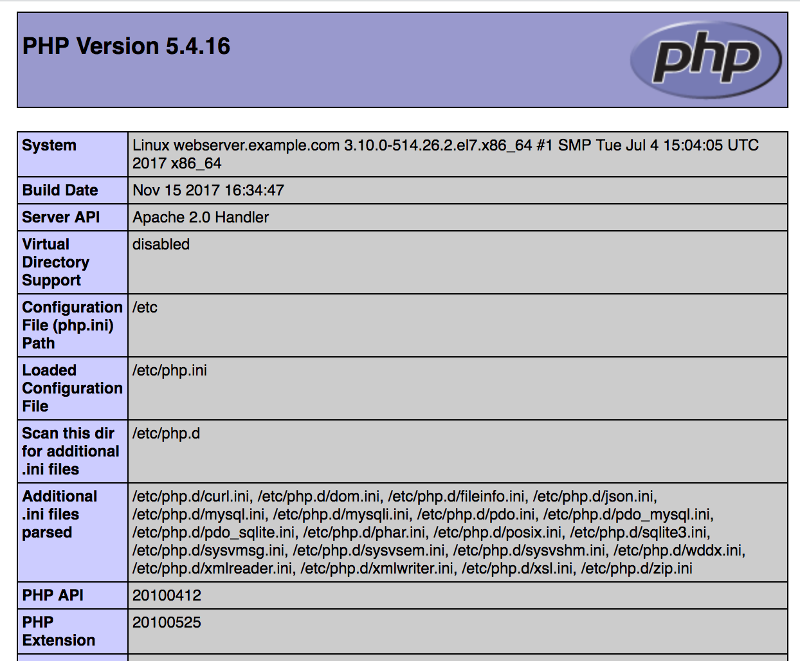 PHP Version 5.4.16
php
System
Linux webserver.example.com 3.10.0-514.26.2.el7.x86_64 #1 SMP Tue Jul 4 15:04:05 UTC
2017 x86_64
Build Date
Nov 15 2017 16:34:47
Server API
Apache 2.0 Handler
Virtual
Directory
Support
disabled
Configuration
File (php.ini)
Path
/etc
Loaded
Configuration
File
/etc/php.ini
Scan this dir
for additional
.ini files
/etc/php.d
Additional
.ini files
parsed
/etc/php.d/curl.ini, /etc/php.d/dom.ini, /etc/php.d/fileinfo.ini, /etc/php.d/json.ini,
/etc/php.d/mysql.ini, /etc/php.d/mysqli.ini, /etc/php.d/pdo.ini, /etc/php.d/pdo_mysql.ini,
/etc/php.d/pdo_sqlite.ini, /etc/php.d/phar.ini, /etc/php.d/posix.ini, /etc/php.d/sqlite3.ini,
/etc/php.d/sysvmsg.ini, /etc/php.d/sysvsem.ini, /etc/php.d/sysvshm.ini, /etc/php.d/wddx.ini,
/etc/php.d/xmlreader.ini, /etc/php.d/xmlwriter.ini, /etc/php.d/xsl.ini, /etc/php.d/zip.ini
PHP API
20100412
PHP
Extension
20100525